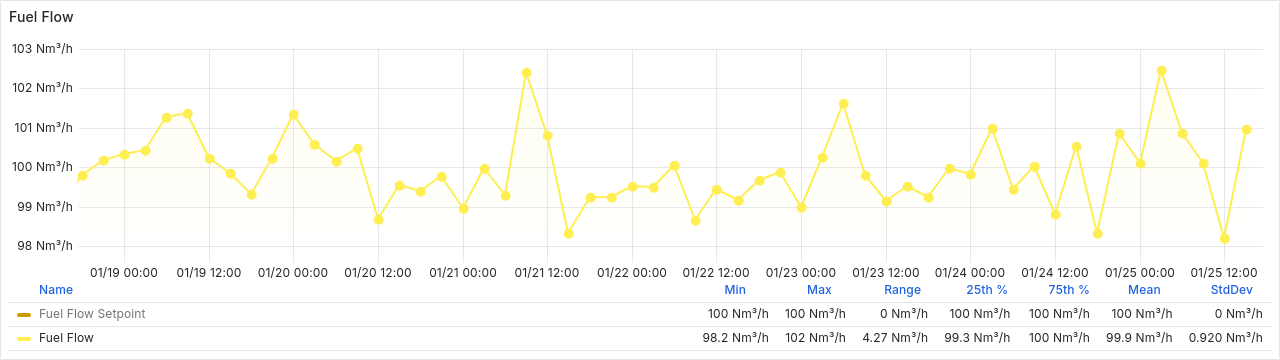 Fuel Flow
103 Nm³/h
102 Nm³/h
101 Nm³/h
100 Nm³/h
99 Nm³/h
98 Nm³/h
01/19 00:00 01/19 12:00 01/20 00:00 01/20 12:00 01/21 00:00 01/21 12:00 01/22 00:00 01/22 12:00 01/23 00:00 01/23 12:00 01/24 00:00 01/24 12:00 01/25 00:00 01/25 12:00
Name Min Max Range 25th % 75th % Mean StdDev
Fuel Flow Setpoint 100 Nm³/h 100 Nm³/h 0 Nm³/h 100 Nm³/h 100 Nm³/h 100 Nm³/h 0 Nm³/h
Fuel Flow 98.2 Nm³/h 102 Nm³/h 4.27 Nm³/h 99.3 Nm³/h 100 Nm³/h 99.9 Nm³/h 0.920 Nm³/h